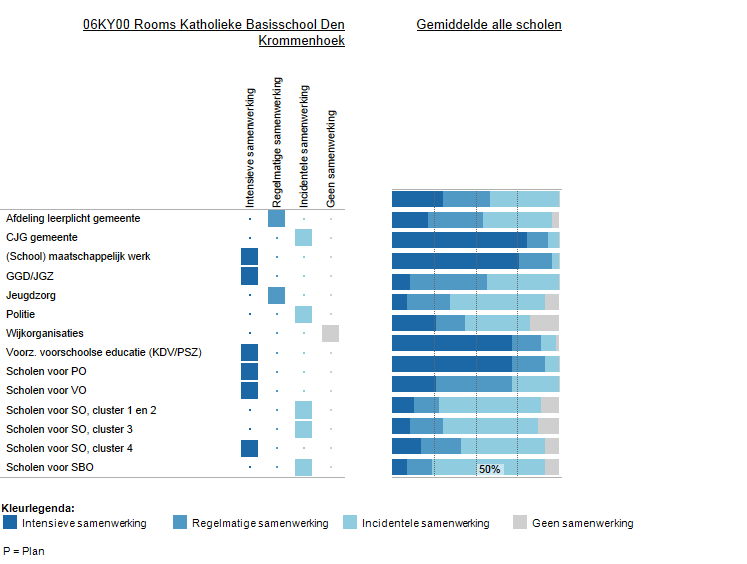 06KY00 Rooms Katholieke Basisschool Den
Krommenhoek
Gemiddelde alle scholen
Intensieve samenwerking
Regelmatige samenwerking
Incidentele samenwerking
Geen samenwerking
Afdeling leerplicht gemeente
CJG gemeente
(School) maatschappelijk werk
GGD/JGZ
Jeugdzorg
Politie
Wijkorganisaties
Voorz. voorschoolse educatie (KDV/PSZ)
Scholen voor PO
Scholen voor VO
Scholen voor SO, cluster 1 en 2
Scholen voor SO, cluster 3
Scholen voor SO, cluster 4
Scholen voor SBO
50%
Kleurlegenda:
Intensieve samenwerking
Regelmatige samenwerking
Incidentele samenwerking
Geen samenwerking
P = Plan